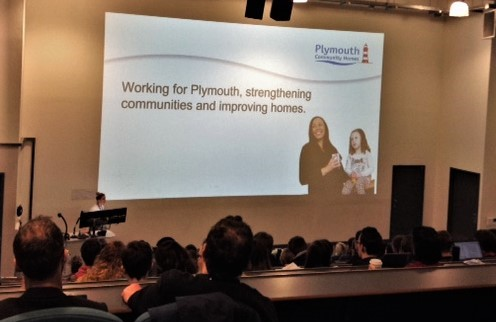 Plymouth
Community Homes
Working for Plymouth, strengthening
communities and improving homes.